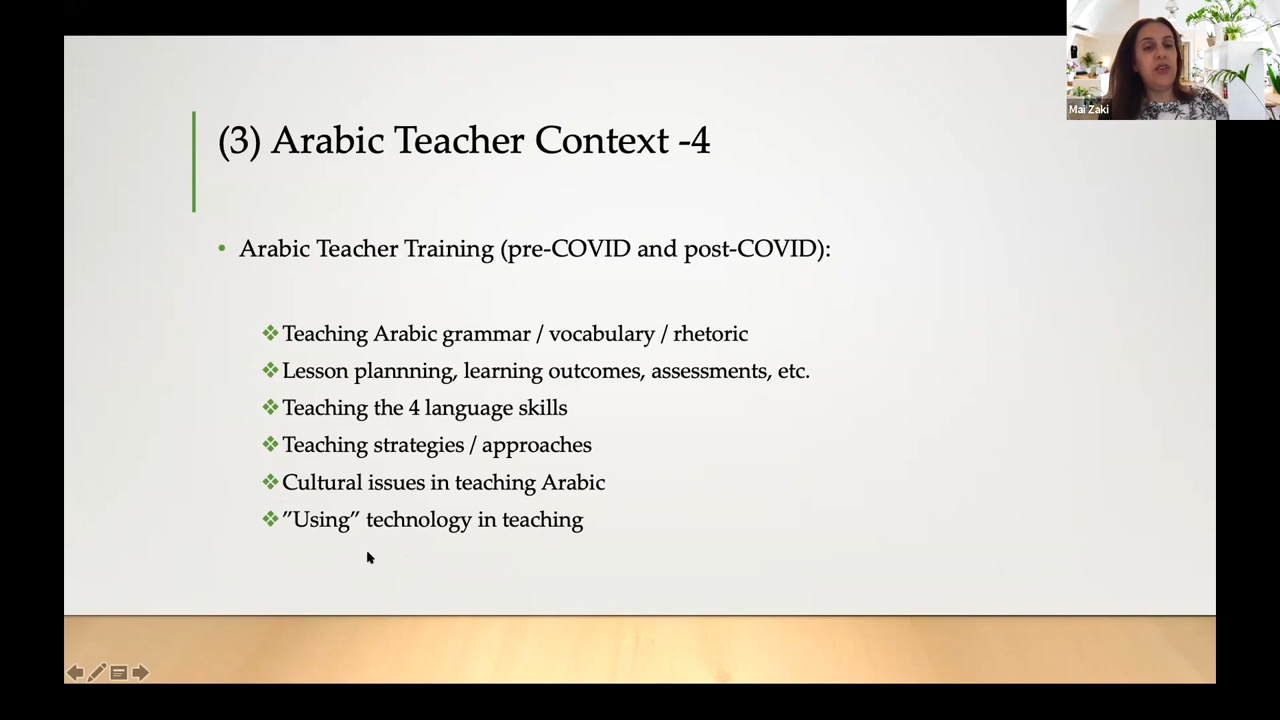 Mai Zaki
(3) Arabic Teacher Context -4
• Arabic Teacher Training (pre-COVID and post-COVID):
❖Teaching Arabic grammar / vocabulary / rhetoric
❖Lesson plannning, learning outcomes, assessments, etc.
❖Teaching the 4 language skills
❖Teaching strategies / approaches
❖Cultural issues in teaching Arabic
❖”Using” technology in teaching